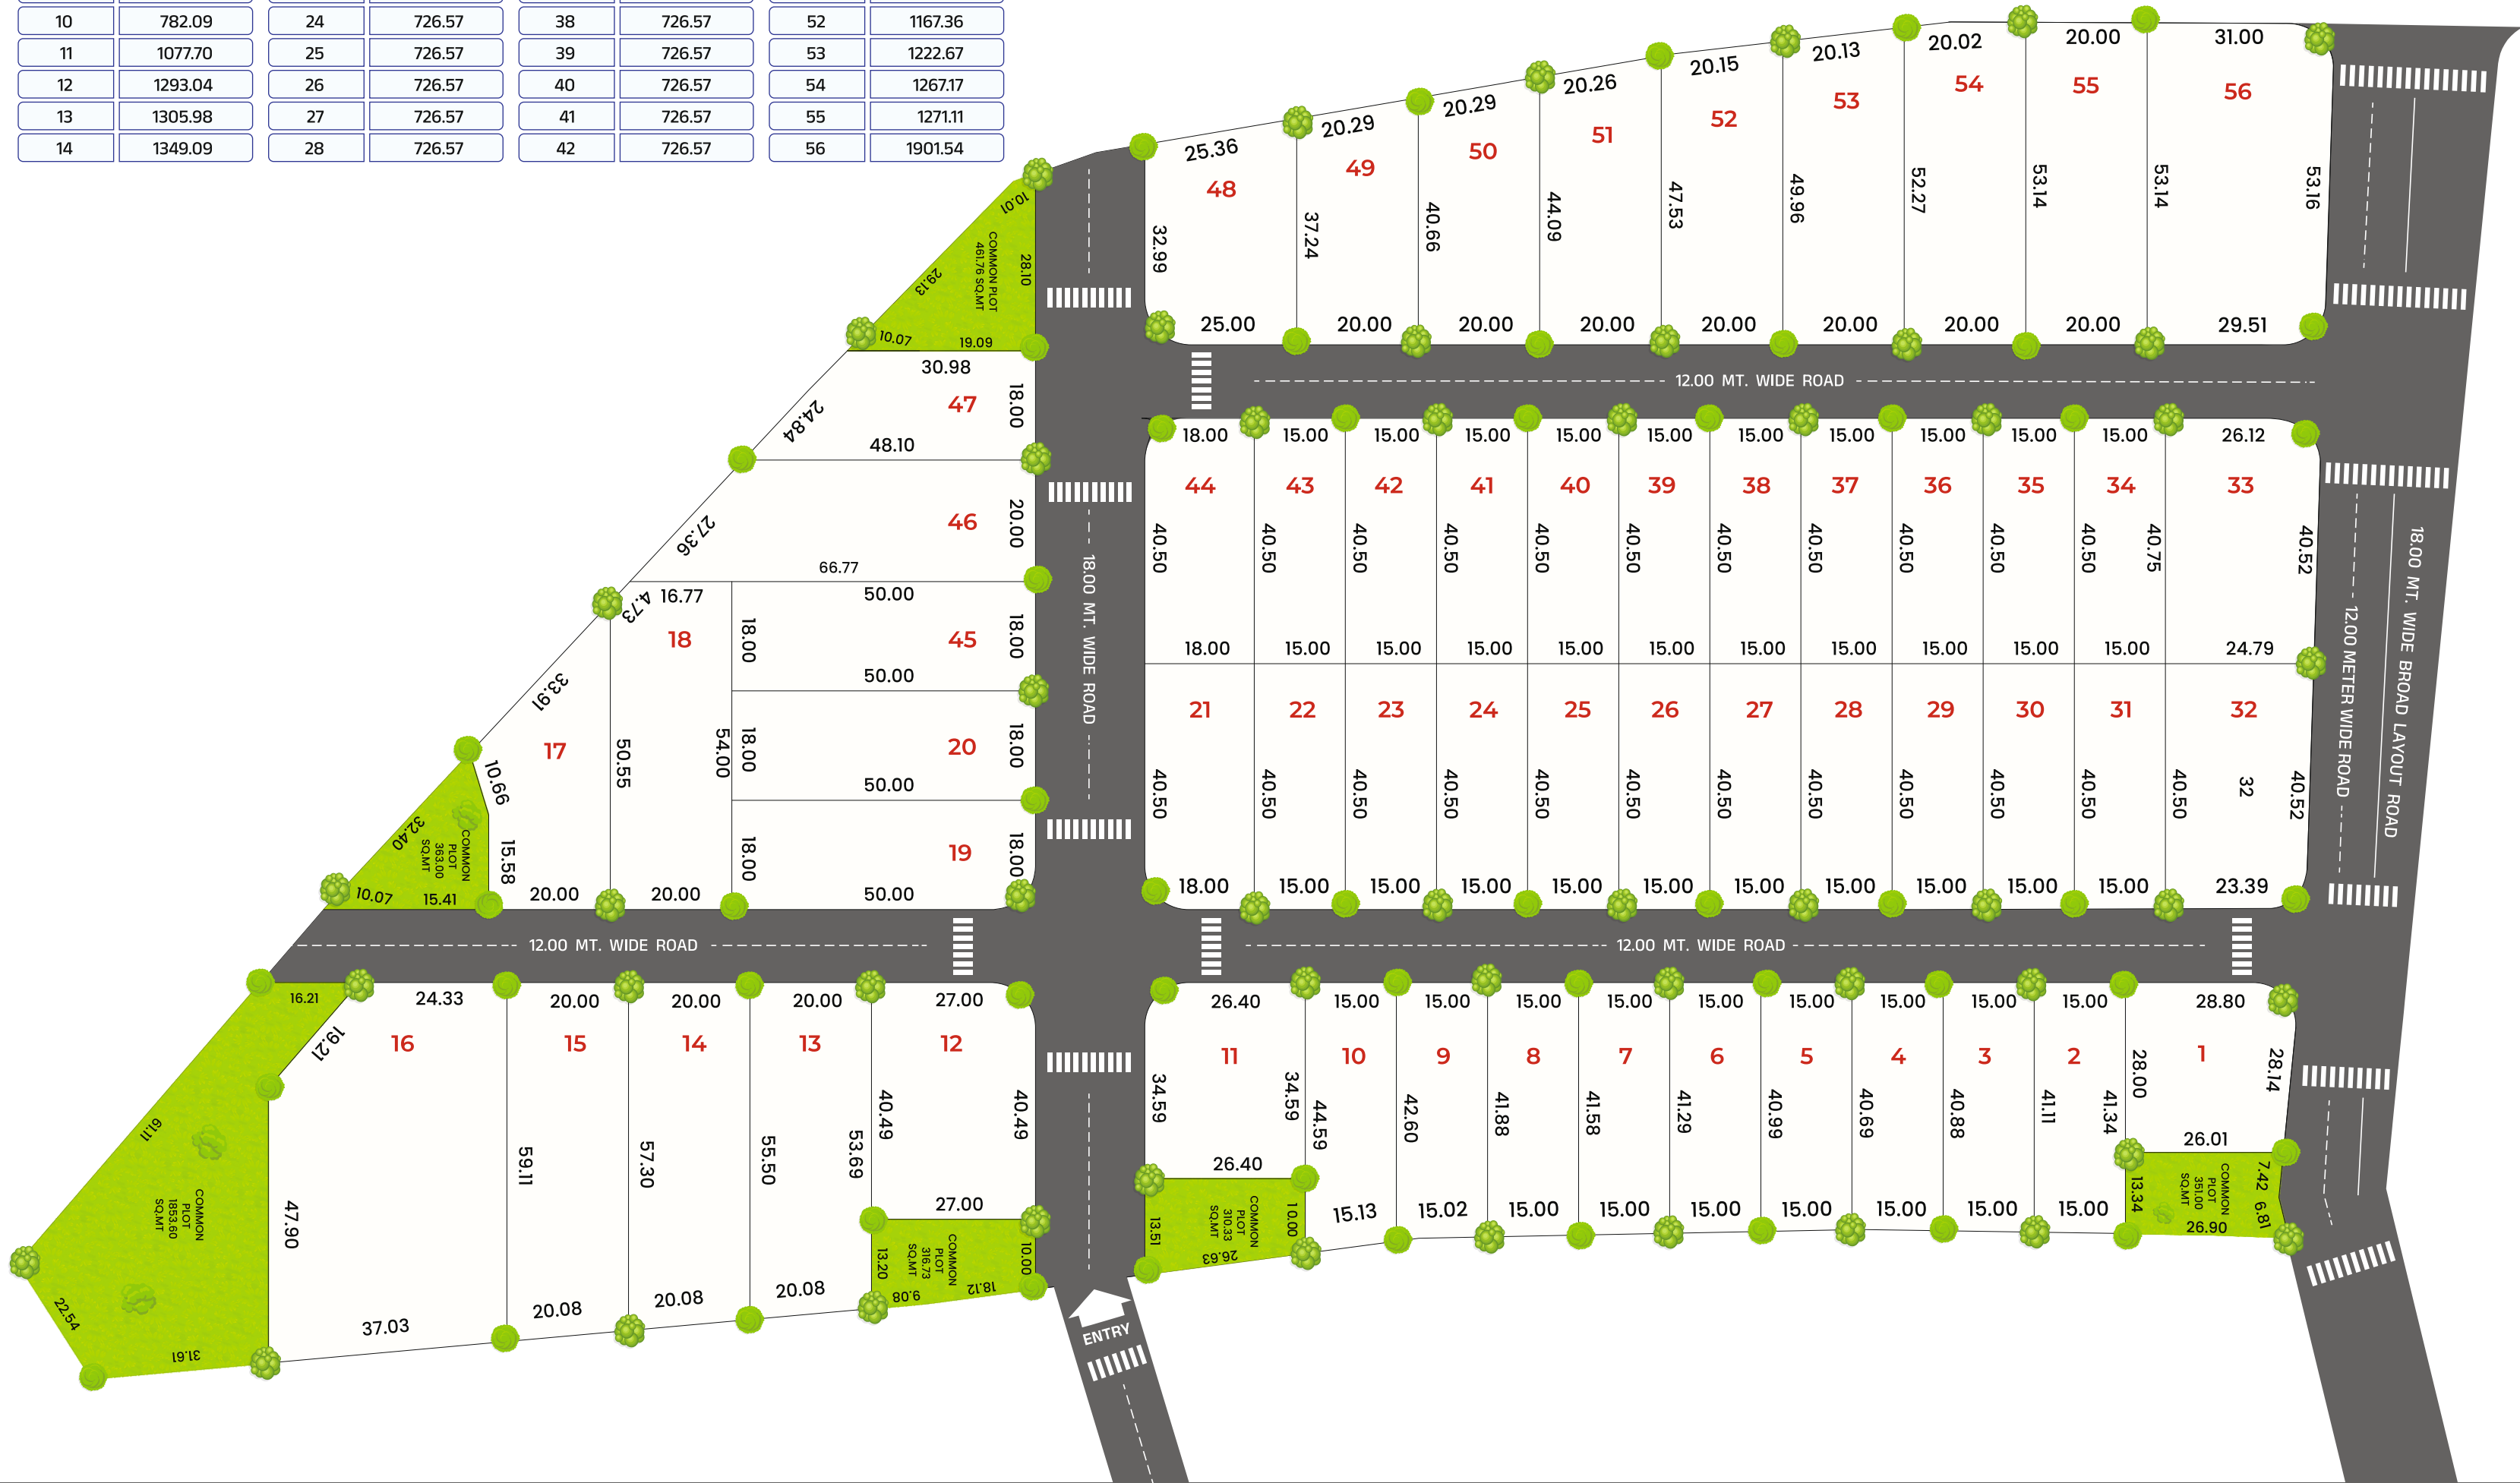 10 782.09 24 726.57 38 726.57 52 1167.36
11 1077.70 25 726.57 39 726.57 53 1222.67
12 1293.04 26 726.57 40 726.57 54 1267.17
13 1305.98 27 726.57 41 726.57 55 1271.11
14 1349.09 28 726.57 42 726.57 56 1901.54
25.36 20.29 20.29 20.26 20.15 20.13 20.02 20.00 31.00
48 49 50 51 52 53 54 55 56
32.99 37.24 40.66 44.09 47.53 49.96 52.27 53.14 53.14 53.16
25.00 20.00 20.00 20.00 20.00 20.00 20.00 20.00 29.51
10.01
COMMON PLOT
461.76 SQ.MT
28.10
29.13
10.07 19.09
12.00 MT. WIDE ROAD
30.98
47
18.00
24.84
48.10
46
20.00
27.36
66.77
4.73
16.77
50.00
18
18.00
45
18.00
50.00
33.91
17
50.55
54.00
18.00
20
18.00
50.00
10.66
15.58
18.00
19
18.00
32.40
COMMON
PLOT
363.00
SQ.MT
10.07 15.41
20.00 20.00 50.00
18.00 MT. WIDE ROAD
18.00 15.00 15.00 15.00 15.00 15.00 15.00 15.00 15.00 15.00 15.00 26.12
44 43 42 41 40 39 38 37 36 35 34 33
40.50 40.50 40.50 40.50 40.50 40.50 40.50 40.50 40.50 40.50 40.50 40.75 40.52
18.00 15.00 15.00 15.00 15.00 15.00 15.00 15.00 15.00 15.00 15.00 24.79
21 22 23 24 25 26 27 28 29 30 31 32
40.50 40.50 40.50 40.50 40.50 40.50 40.50 40.50 40.50 40.50 40.50 40.50 32 40.52
18.00 15.00 15.00 15.00 15.00 15.00 15.00 15.00 15.00 15.00 15.00 23.39
12.00 METER WIDE ROAD
18.00 MT. WIDE BROAD LAYOUT ROAD
12.00 MT. WIDE ROAD
12.00 MT. WIDE ROAD
16.21
24.33 20.00 20.00 20.00 27.00
19.21
16 15 14 13 12
61.11
47.90 59.11 57.30 55.50 53.69 40.49 40.49
COMMON
PLOT
1853.60
SQ.MT
22.54
31.61
27.00
13.20
COMMON
PLOT
316.73
SQ.MT
10.00
9.08 18.12
37.03 20.08 20.08 20.08
26.40 15.00 15.00 15.00 15.00 15.00 15.00 15.00 15.00 15.00 28.80
11 10 9 8 7 6 5 4 3 2 1
34.59 34.59 44.59 42.60 41.88 41.58 41.29 40.99 40.69 40.88 41.11 41.34 28.00 28.14
26.40
26.01
13.51
COMMON
PLOT
310.33
SQ.MT
10.00
26.63
15.13 15.02 15.00 15.00 15.00 15.00 15.00 15.00 15.00
13.34
COMMON
PLOT
351.00
SQ.MT
7.42
6.81
26.90
ENTRY